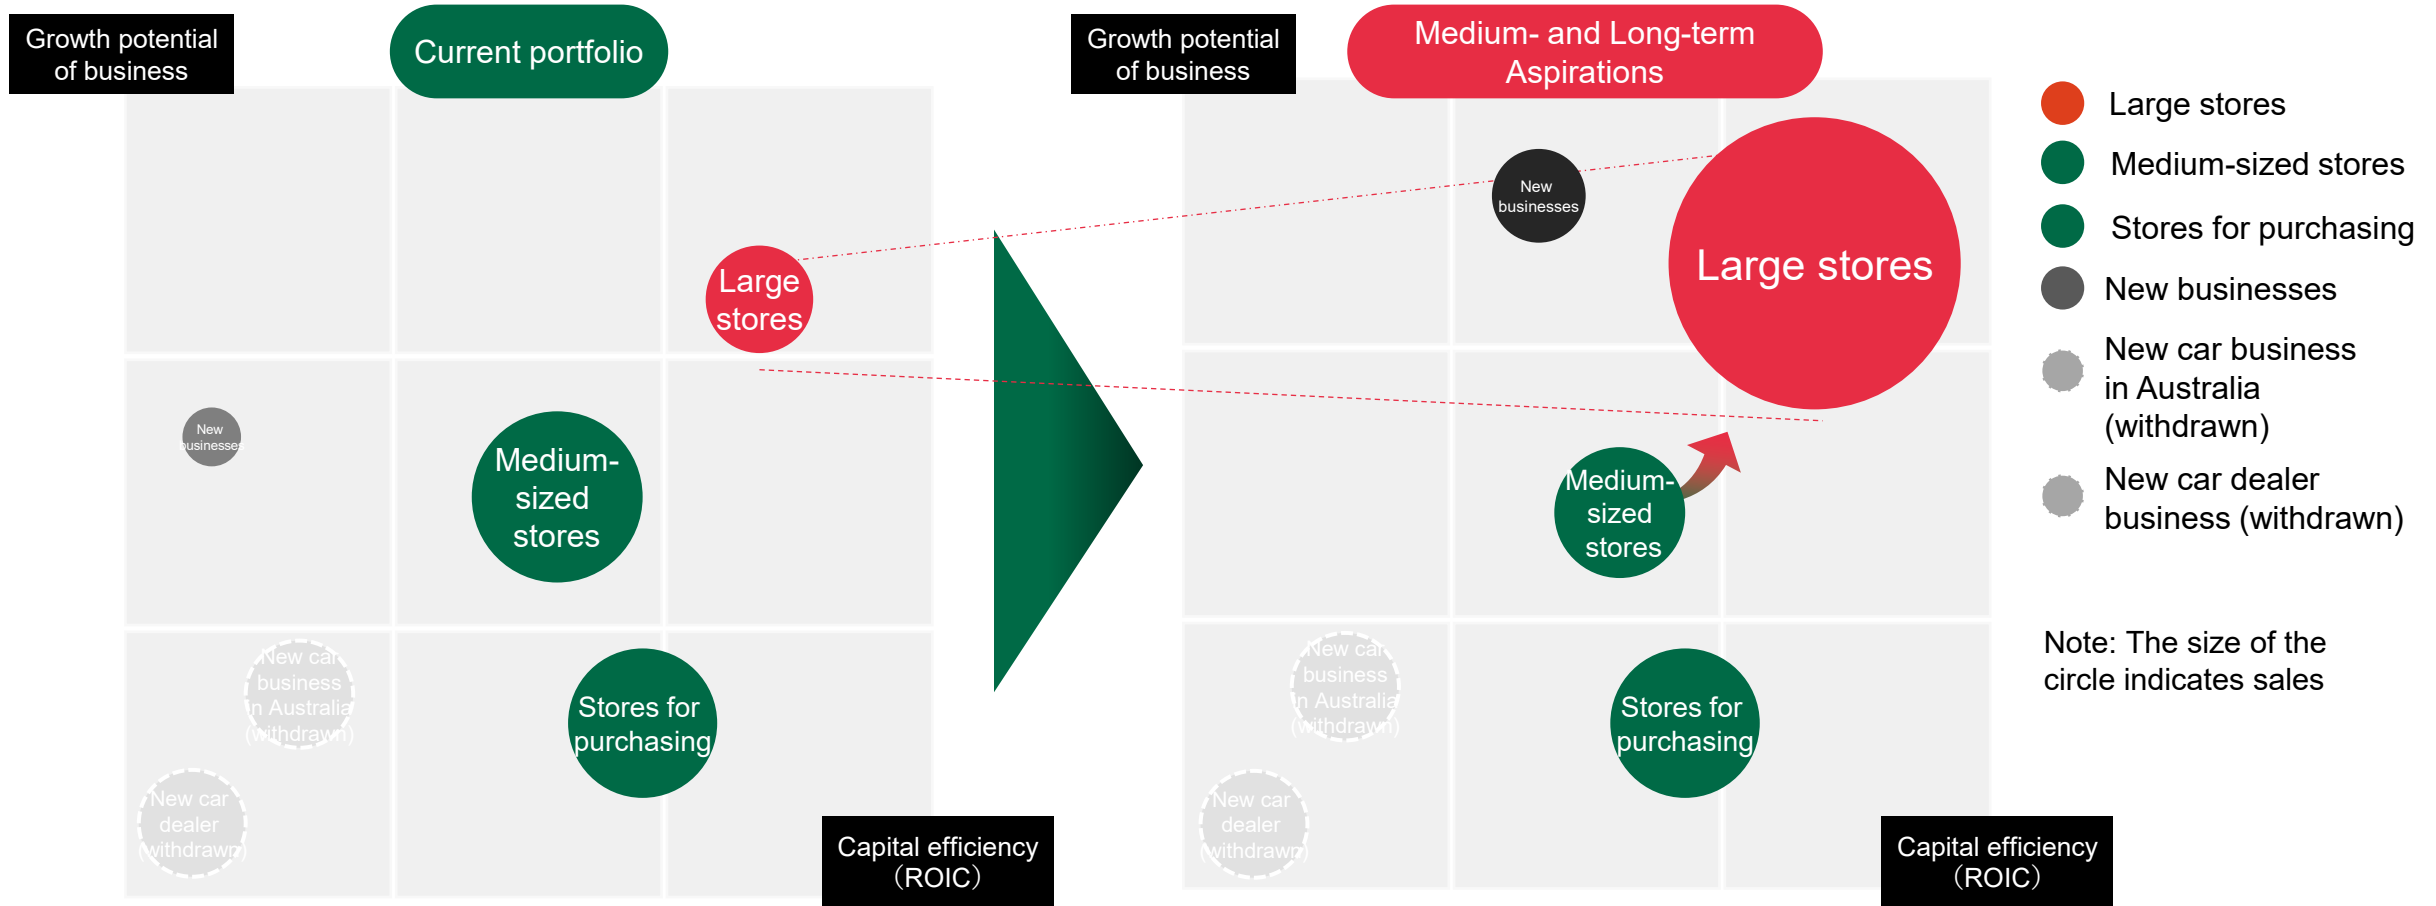 Growth potential
of business
Current portfolio
Large
stores
New
businesses
Medium-
sized
stores
New car
business
in Australia
(withdrawn)
Stores for
purchasing
New car
dealer
(withdrawn)
Capital efficiency
（ROIC）
Growth potential
of business
Medium- and Long-term
Aspirations
New
businesses
Large stores
Medium-
sized
stores
New car
business
in Australia
(withdrawn)
Stores for
purchasing
New car
dealer
(withdrawn)
Capital efficiency
（ROIC）
Large stores
Medium-sized stores
Stores for purchasing
New businesses
New car business
in Australia
(withdrawn)
New car dealer
business (withdrawn)
Note: The size of the
circle indicates sales